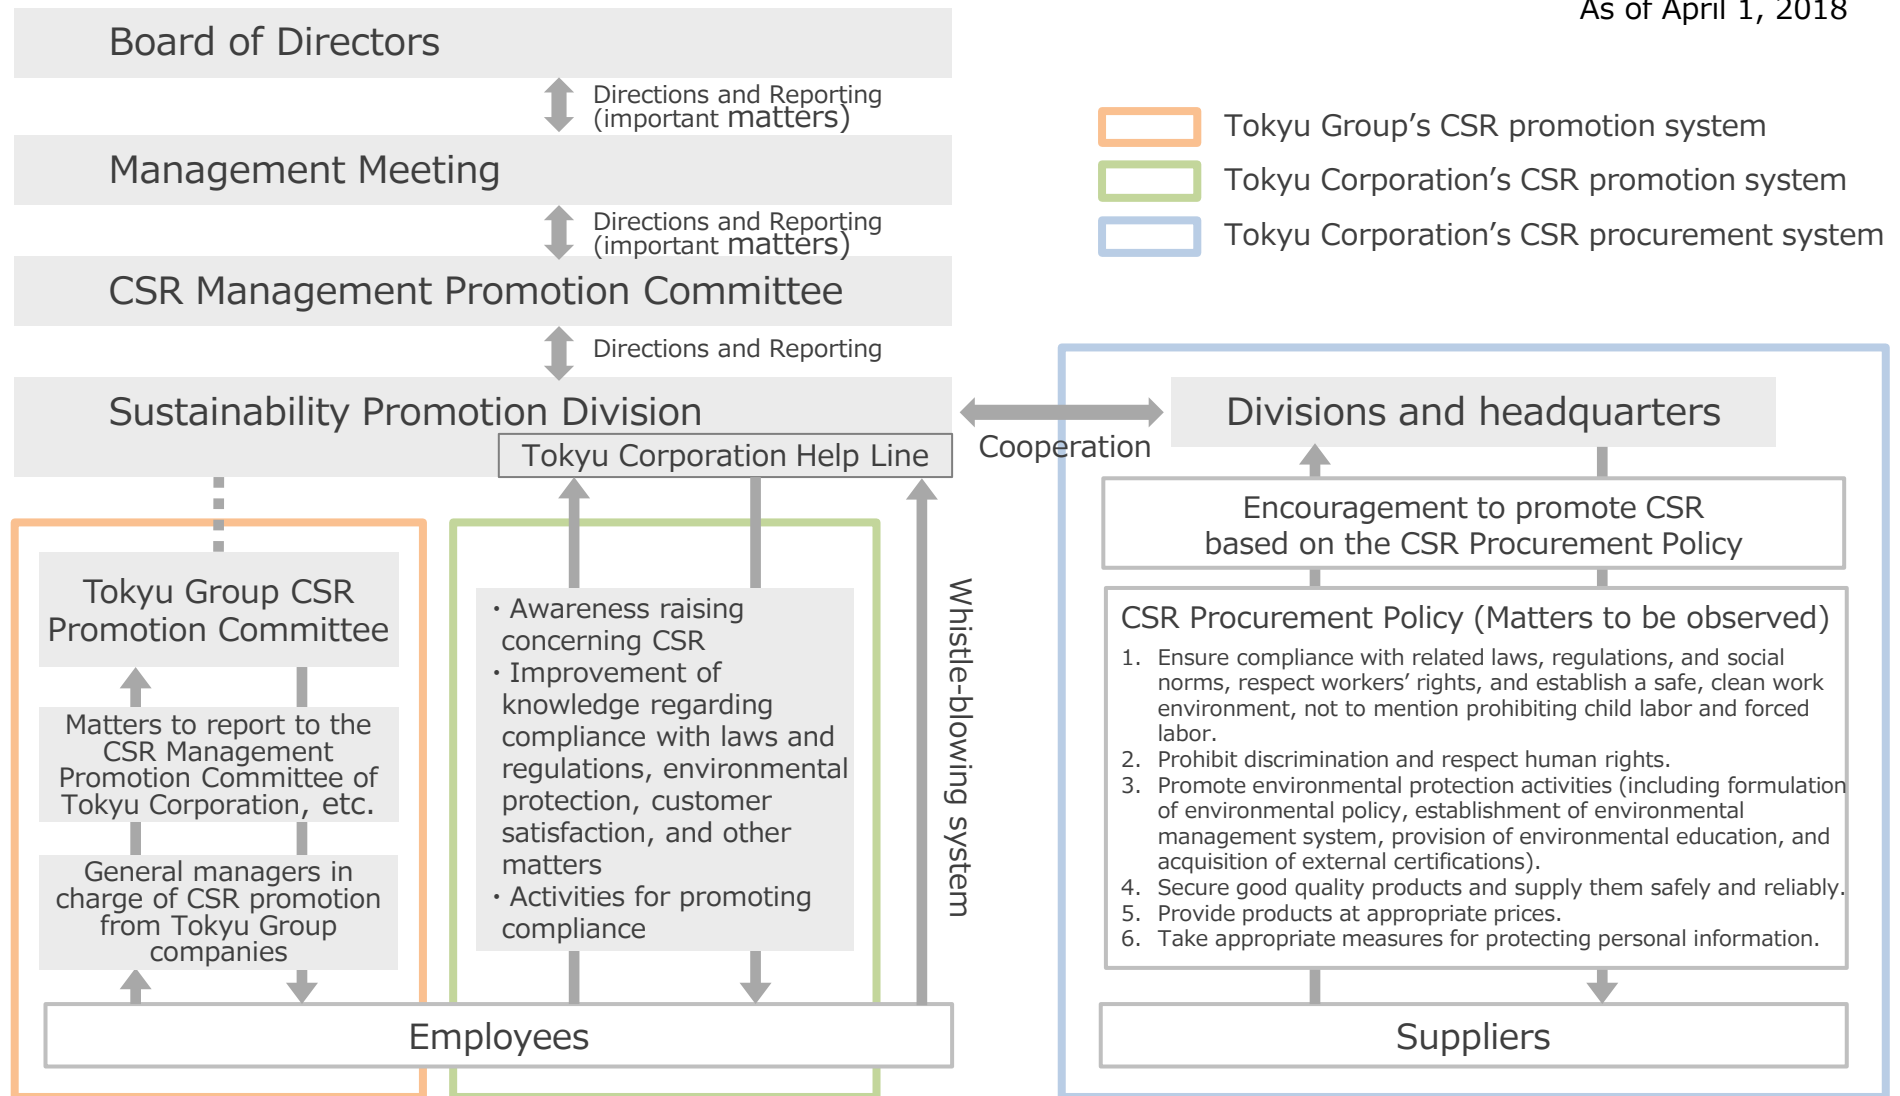 As of April 1, 2018
Board of Directors
Directions and Reporting
(important matters)
Management Meeting
Directions and Reporting
(important matters)
CSR Management Promotion Committee
Directions and Reporting
Sustainability Promotion Division
Tokyu Corporation Help Line
Tokyu Group’s CSR promotion system
Tokyu Corporation’s CSR promotion system
Tokyu Corporation’s CSR procurement system
Cooperation
Tokyu Group CSR
Promotion Committee
Matters to report to the
CSR Management
Promotion Committee of
Tokyu Corporation, etc.
General managers in
charge of CSR promotion
from Tokyu Group
companies
・Awareness raising
concerning CSR
・Improvement of
knowledge regarding
compliance with laws and
regulations, environmental
protection, customer
satisfaction, and other
matters
・Activities for promoting
compliance
Whistle-blowing system
Employees
Divisions and headquarters
Encouragement to promote CSR
based on the CSR Procurement Policy
CSR Procurement Policy (Matters to be observed)
1. Ensure compliance with related laws, regulations, and social
norms, respect workers’ rights, and establish a safe, clean work
environment, not to mention prohibiting child labor and forced
labor.
2. Prohibit discrimination and respect human rights.
3. Promote environmental protection activities (including formulation
of environmental policy, establishment of environmental
management system, provision of environmental education, and
acquisition of external certifications).
4. Secure good quality products and supply them safely and reliably.
5. Provide products at appropriate prices.
6. Take appropriate measures for protecting personal information.
Suppliers